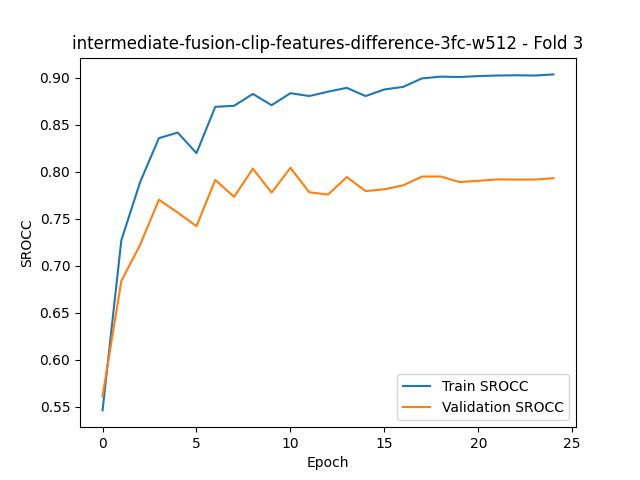 intermediate-fusion-clip-features-difference-3fc-w512 - Fold 3
0.90
0.85
0.80
0.75
0.70
0.65
0.60
0.55
SROCC
Train SROCC
Validation SROCC
0 5 10 15 20 25
Epoch